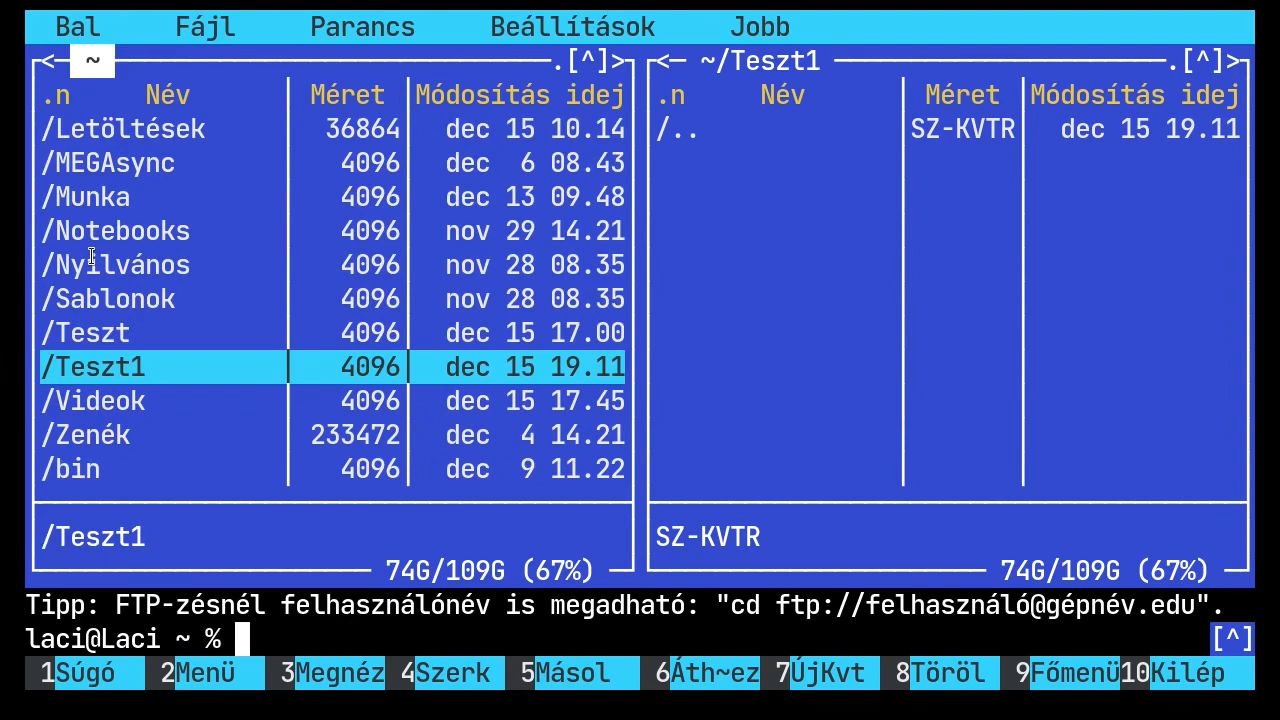 Bal Fájl Parancs Beállítások Jobb
<─ ~ .[^]> <─ ~/Teszt1 .[^]>
.n Név Méret Módosítás idej .n Név Méret Módosítás idej
/Letöltések 36864 dec 15 10.14 /.. SZ-KVTR dec 15 19.11
/MEGAsync 4096 dec 6 08.43
/Munka 4096 dec 13 09.48
/Notebooks 4096 nov 29 14.21
/Nyilvános 4096 nov 28 08.35
/Sablonok 4096 nov 28 08.35
/Teszt 4096 dec 15 17.00
/Teszt1 4096 dec 15 19.11
/Videok 4096 dec 15 17.45
/Zenék 233472 dec 4 14.21
/bin 4096 dec 9 11.22
/Teszt1 SZ-KVTR
74G/109G (67%) 74G/109G (67%)
Tipp: FTP-zésnél felhasználónév is megadható: "cd ftp://felhasználó@gépnév.edu".
laci@Laci ~ % [^]
1Súgó 2Menü 3Megnéz 4Szerk 5Másol 6Áth~ez 7ÚjKvt 8Töröl 9Főmenü 10Kilép